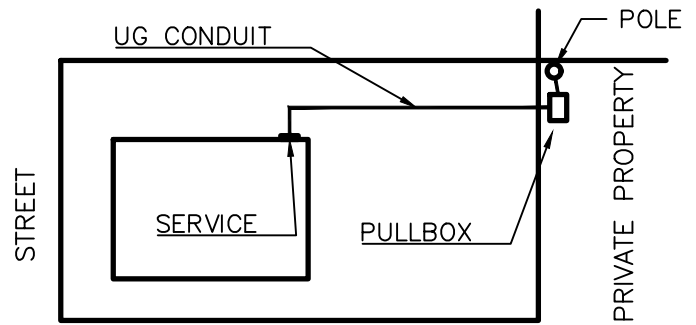 POLE
UG CONDUIT
STREET
SERVICE
PULLBOX
PRIVATE PROPERTY